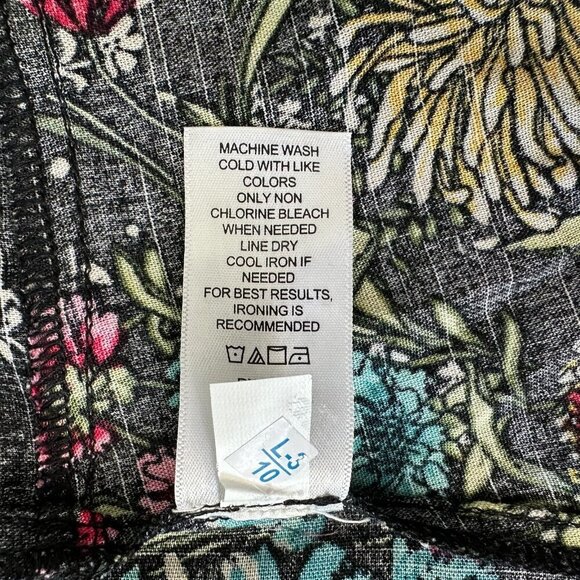 MACHINE WASH
COLD WITH LIKE
COLORS
ONLY NON
CHLORINE BLEACH
WHEN NEEDED
LINE DRY
COOL IRON IF
NEEDED
FOR BEST RESULTS,
IRONING IS
RECOMMENDED
L-3
10